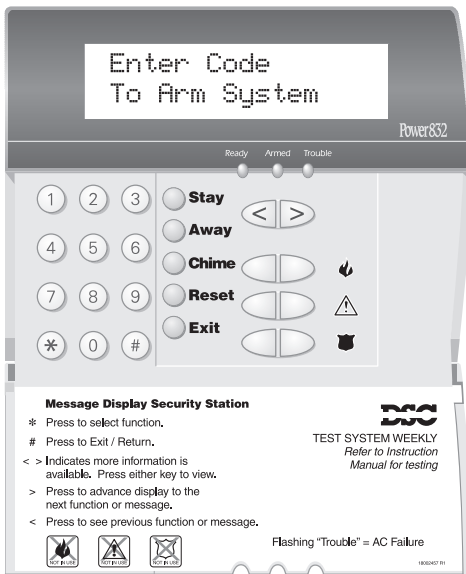 Enter Code
To Arm System
Power832
Ready Armed Trouble
1 2 3 Stay < >
Away
4 5 6
Chime
7 8 9 Reset
Exit
* 0 #
Message Display Security Station
* Press to select function.
# Press to Exit / Return.
< > Indicates more information is
available. Press either key to view.
> Press to advance display to the
next function or message.
< Press to see previous function or message.
DSC
TEST SYSTEM WEEKLY
Refer to Instruction
Manual for testing
NOT IN USE NOT IN USE NOT IN USE
Flashing "Trouble" = AC Failure
18002457 R1